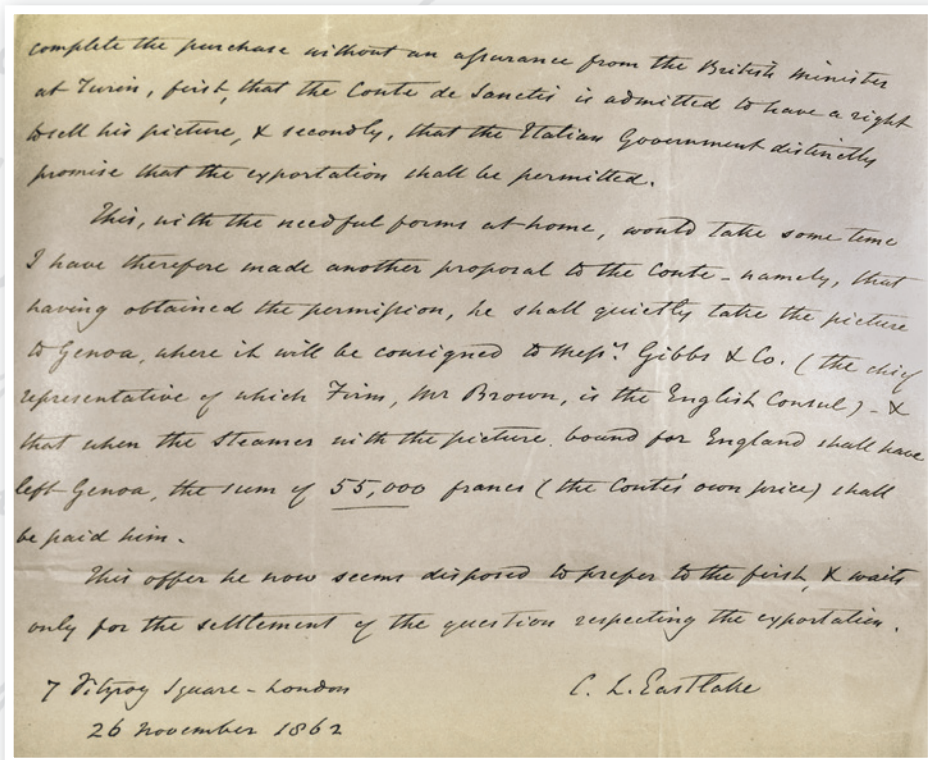 complete the purchase without an assurance from the British Minister
at Turin, first, that the Conte de Sanctis is admitted to have a right
to sell his picture, & secondly, that the Italian Government distinctly
promise that the exportation shall be permitted.
This, with the needful forms at home, would take some time
I have therefore made another proposal to the Conte - namely, that
having obtained the permission, he shall quietly take the picture
to Genoa, where it will be consigned to Messrs. Gibbs & Co. (the chief
representative of which Firm, Mr Brown, is the English Consul) - &
that when the Steamer with the picture bound for England shall have
left Genoa, the sum of 55,000 francs (the Conte's own price) shall
be paid him.
This offer he now seems disposed to prefer to the first, & waits
only for the settlement of the question respecting the exportation.
7 Fitzroy Square - London
C. L. Eastlake
26 November 1862